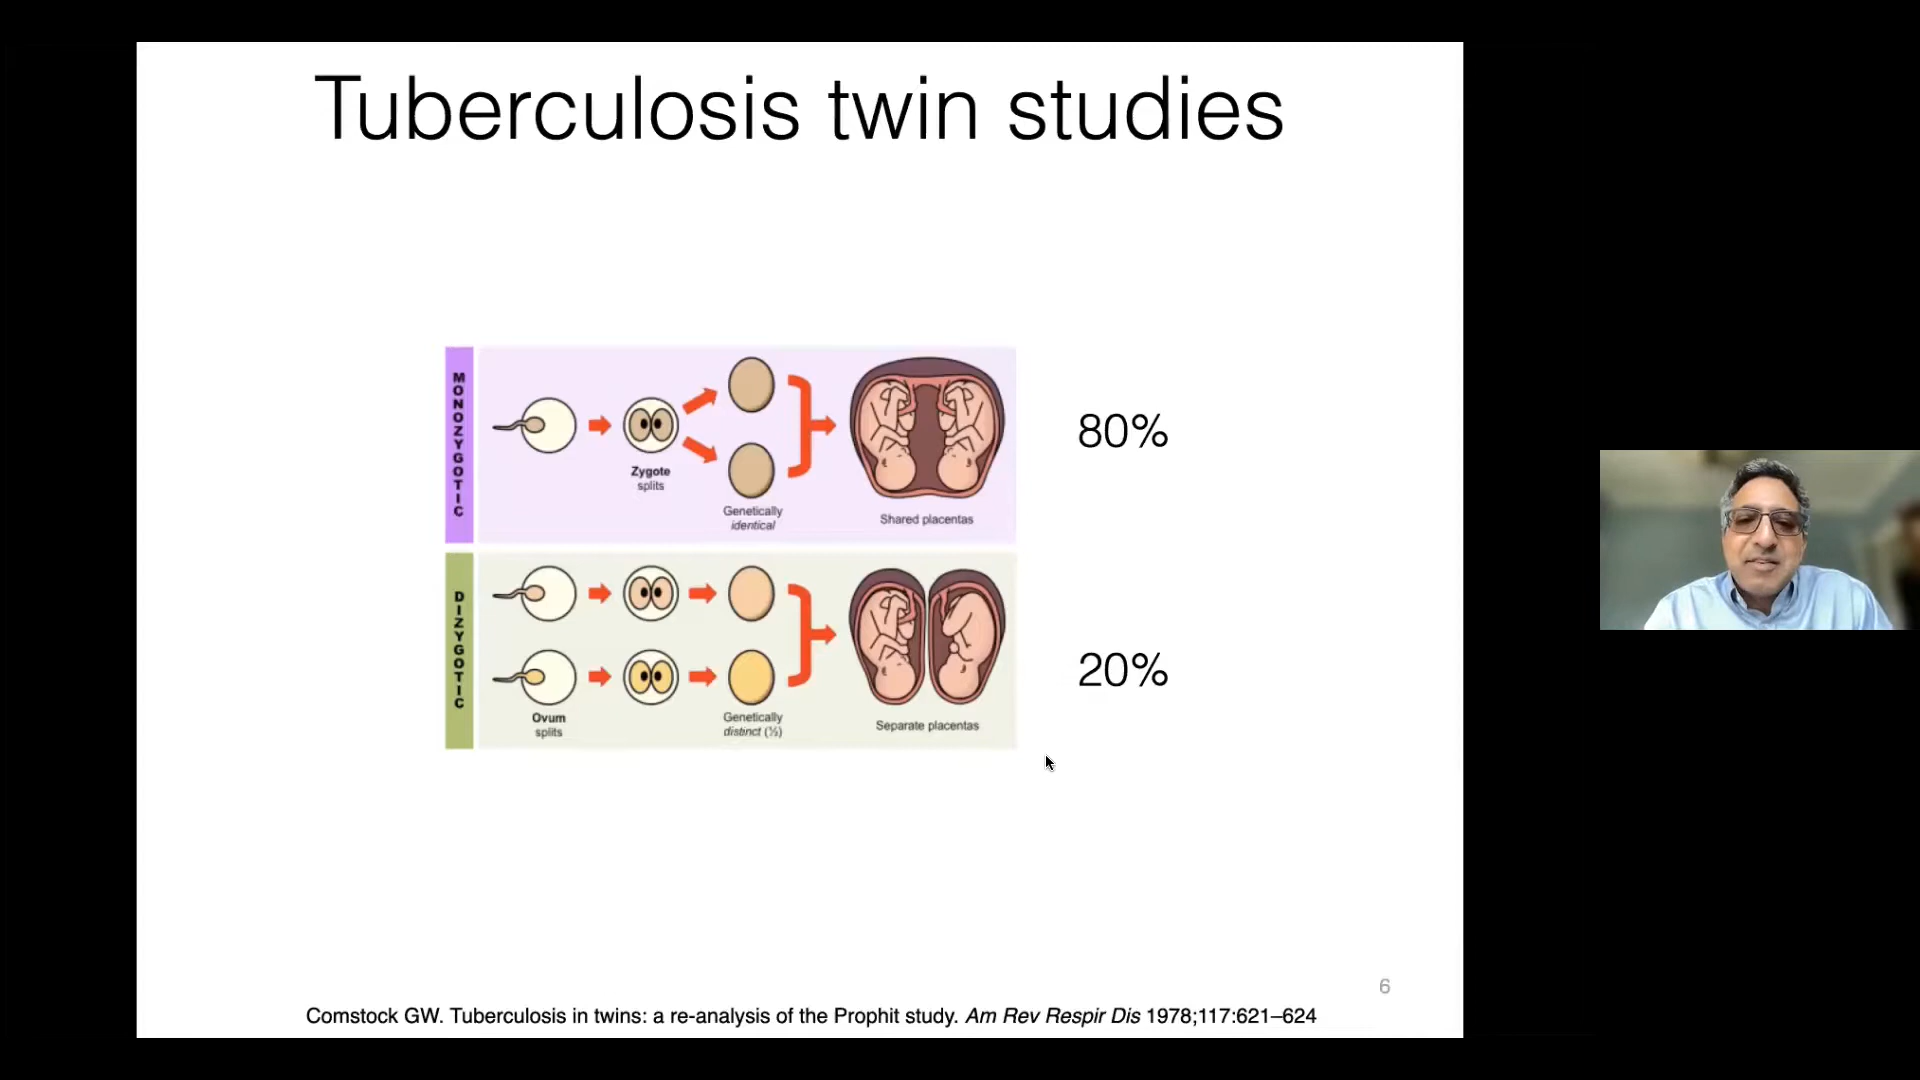 Tuberculosis twin studies
MONOZYGOTIC
Zygote
splits
Genetically
identical
Shared placentas
80%
DIZYGOTIC
Ovum
splits
Genetically
distinct (½)
Separate placentas
20%
6
Comstock GW. Tuberculosis in twins: a re-analysis of the Prophit study. Am Rev Respir Dis 1978;117:621–624